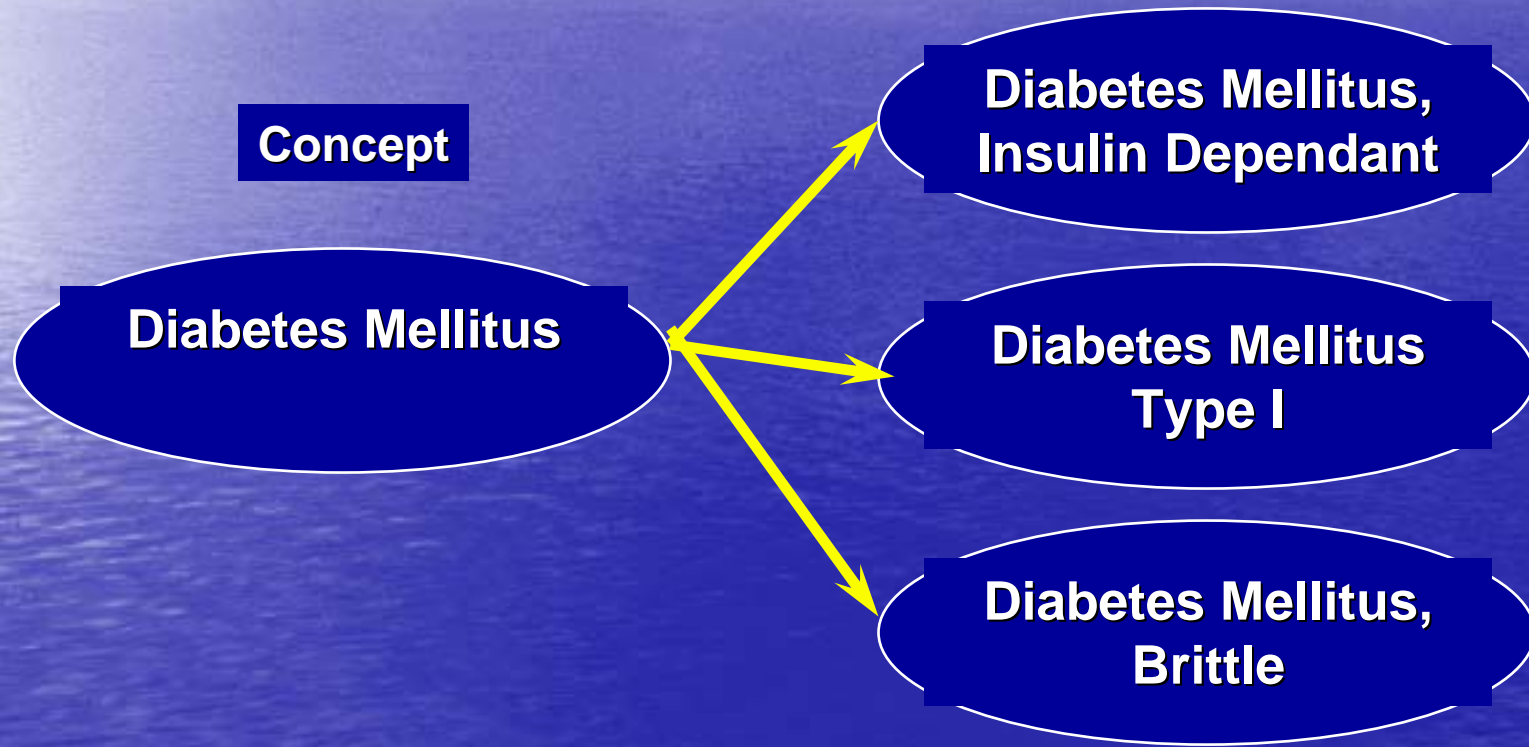 Concept
Diabetes Mellitus
Diabetes Mellitus,
Insulin Dependant
Diabetes Mellitus
Type I
Diabetes Mellitus,
Brittle